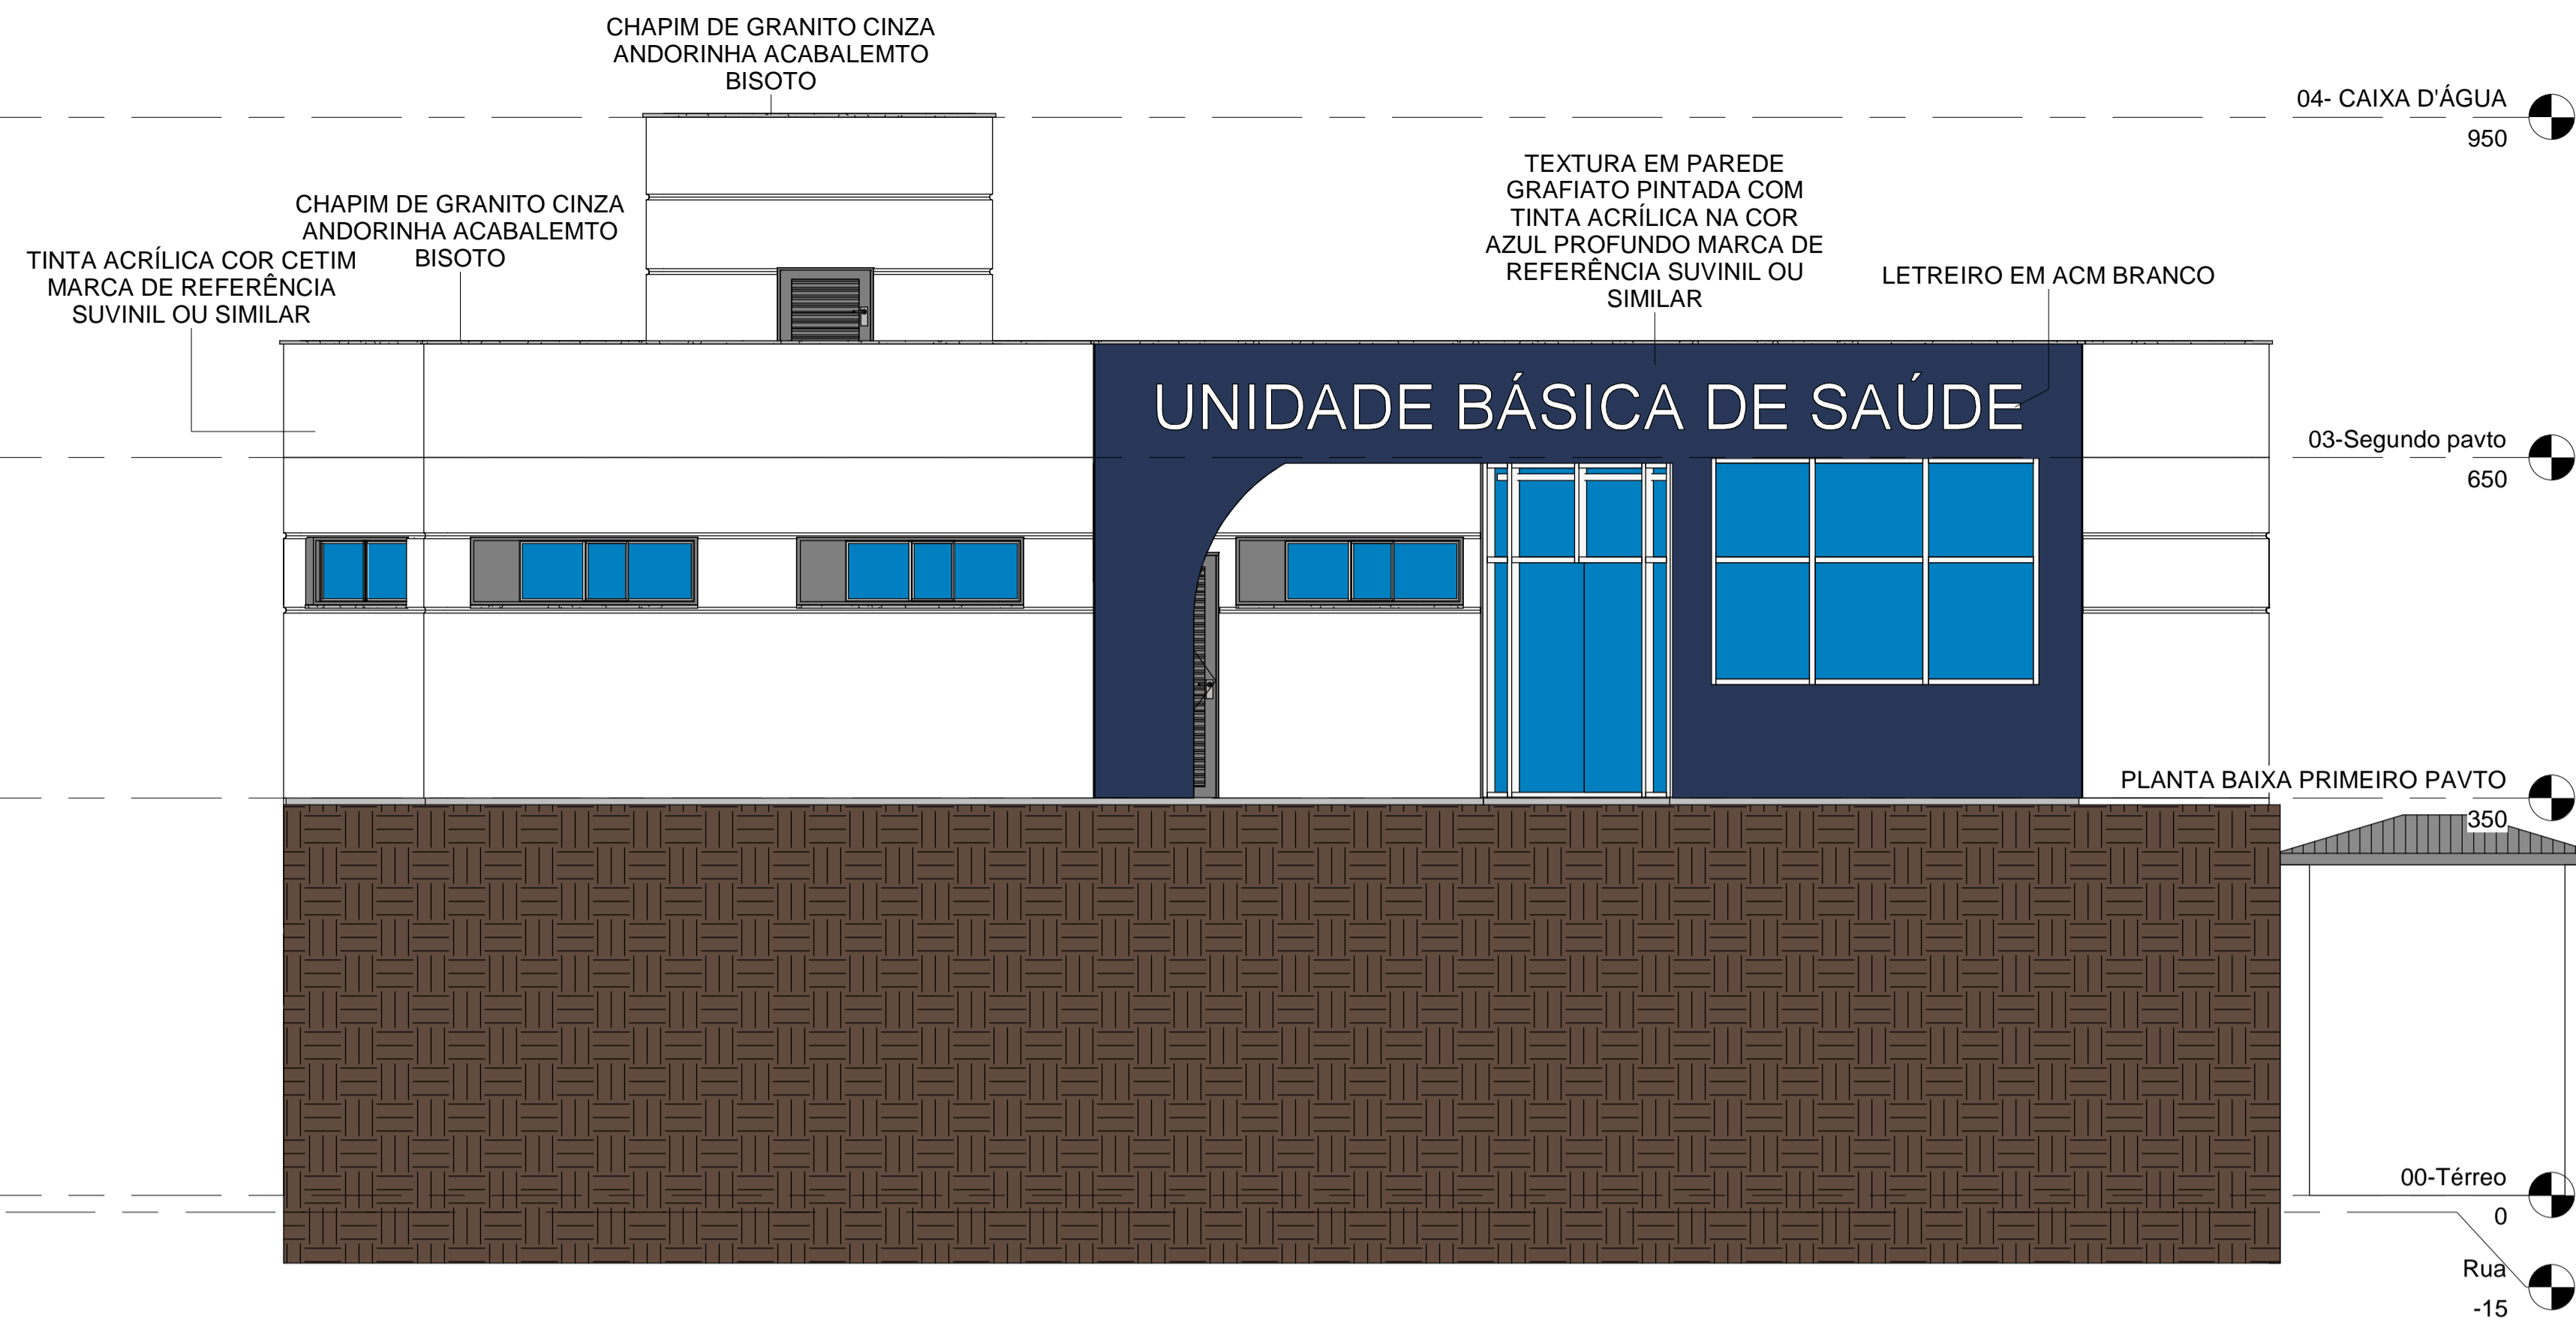 CHAPIM DE GRANITO CINZA
ANDORINHA ACABALEMTO
BISOTO
04- CAIXA D'ÁGUA
950
TEXTURA EM PAREDE
GRAFIATO PINTADA COM
TINTA ACRÍLICA NA COR
AZUL PROFUNDO MARCA DE
REFERÊNCIA SUVINIL OU
SIMILAR
CHAPIM DE GRANITO CINZA
ANDORINHA ACABALEMTO
BISOTO
TINTA ACRÍLICA COR CETIM
MARCA DE REFERÊNCIA
SUVINIL OU SIMILAR
LETREIRO EM ACM BRANCO
UNIDADE BÁSICA DE SAÚDE
03-Segundo pavto
650
PLANTA BAIXA PRIMEIRO PAVTO
350
00-Térreo
0
Rua
-15